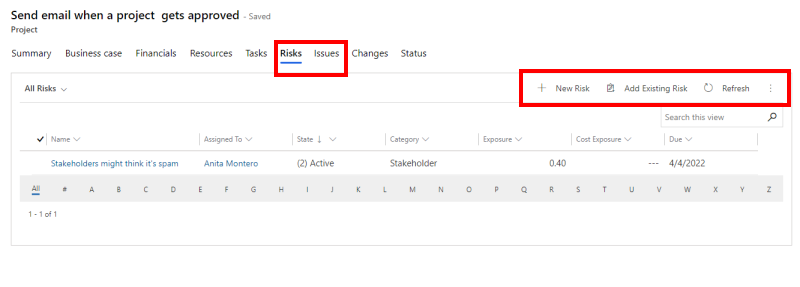 Send email when a project  gets approved - Saved
Project
Summary Business case Financials Resources Tasks Risks Issues Changes Status
All Risks New Risk Add Existing Risk Refresh
Search this view
Name Assigned To State Category Exposure Cost Exposure Due
Stakeholders might think it's spam Anita Montero (2) Active Stakeholder 0.40 --- 4/4/2022
All # A B C D E F G H I J K L M N O P Q R S T U V W X Y Z
1 - 1 of 1